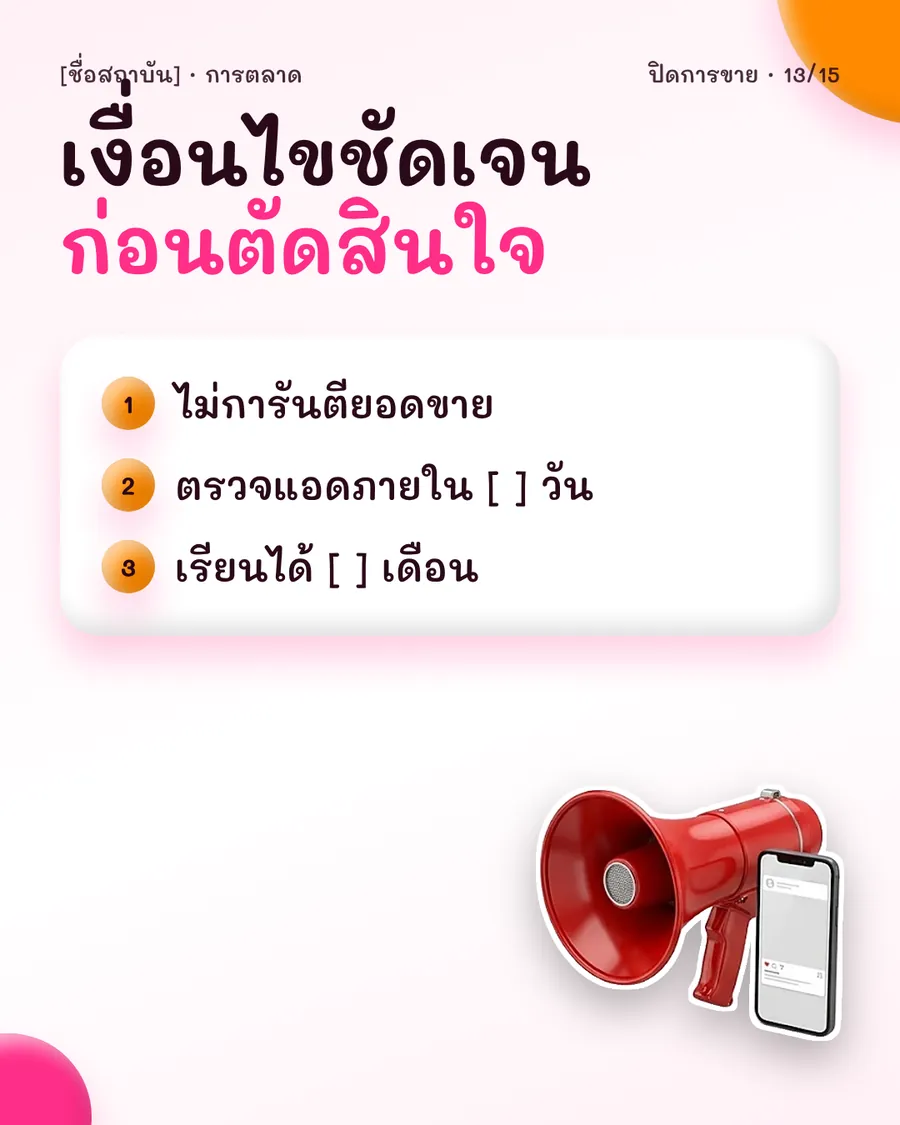 [ชื่อสถาบัน] · การตลาด
ปิดการขาย · 13/15
เงื่อนไขชัดเจน
ก่อนตัดสินใจ
1 ไม่การันตียอดขาย
2 ตรวจแอดภายใน [ ] วัน
3 เรียนได้ [ ] เดือน